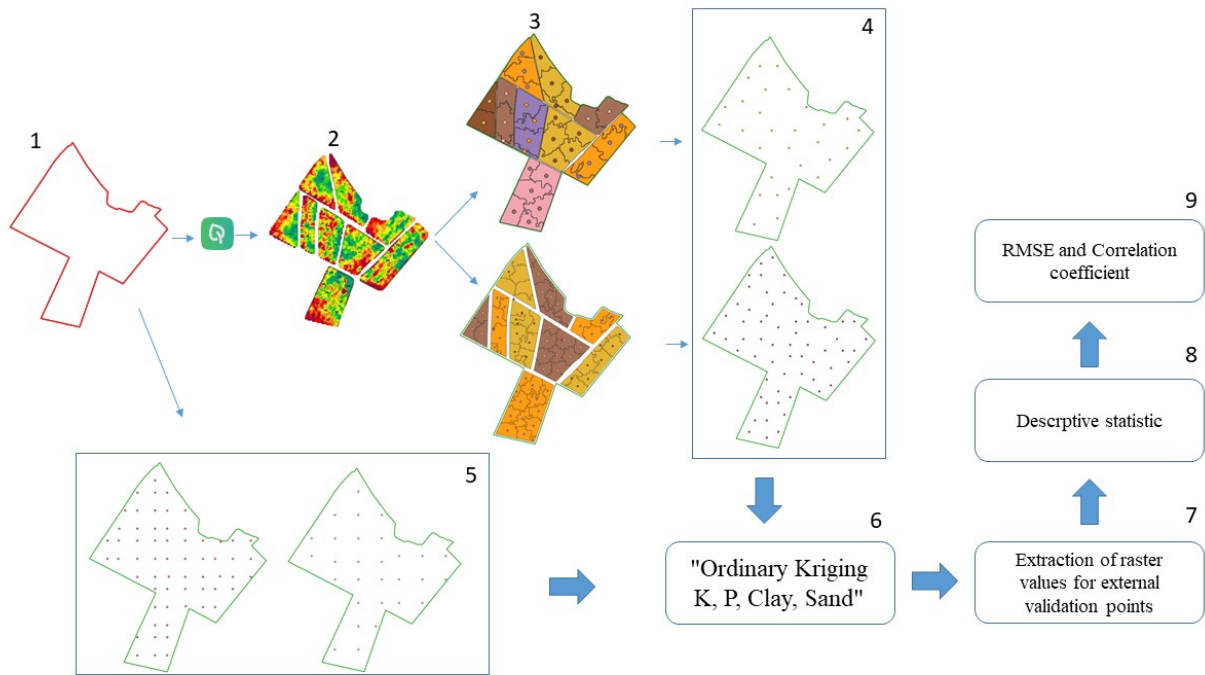 1
2
3
4
5
"Ordinary Kriging
K, P, Clay, Sand"
6
Extraction of raster
values for external
validation points
7
Descrptive statistic
8
RMSE and Correlation
coefficient
9